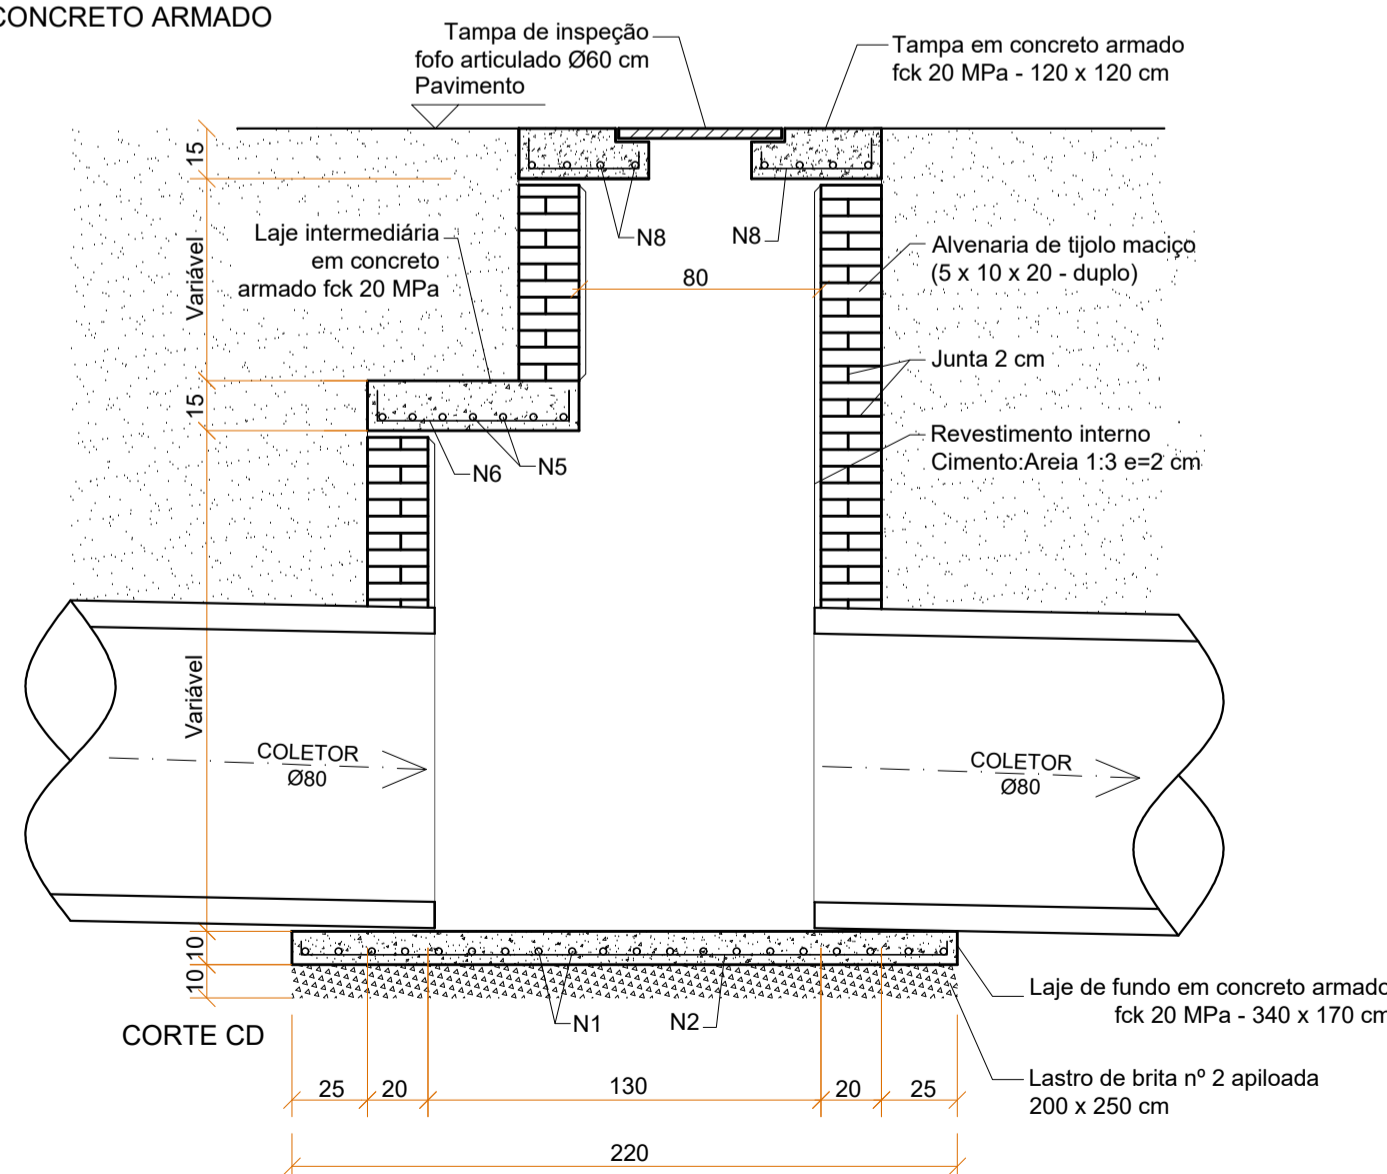 CONCRETO ARMADO
Tampa de inspeção
fofo articulado Ø60 cm
Pavimento
Tampa em concreto armado
fck 20 MPa - 120 x 120 cm
15
Variável
Laje intermediária
em concreto
armado fck 20 MPa
N8
N8
80
Alvenaria de tijolo maciço
(5 x 10 x 20 - duplo)
Junta 2 cm
15
Revestimento interno
Cimento:Areia 1:3 e=2 cm
N6
N5
Variável
COLETOR
Ø80
COLETOR
Ø80
10
10
N1
N2
Laje de fundo em concreto armado
fck 20 MPa - 340 x 170 cm
CORTE CD
Lastro de brita nº 2 apiloada
200 x 250 cm
25
20
130
20
25
220